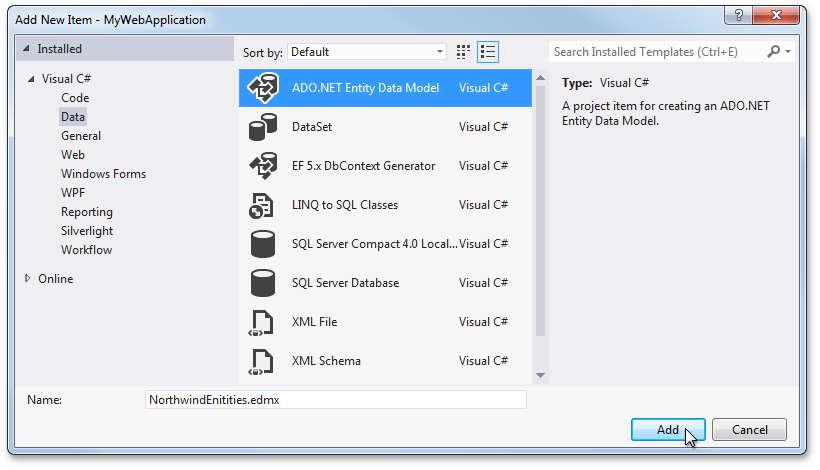 Add New Item - MyWebApplication
?
Installed
Sort by: Default
Search Installed Templates (Ctrl+E)
Visual C#
Code
Data
General
Web
Windows Forms
WPF
Reporting
Silverlight
Workflow
Online
ADO.NET Entity Data Model Visual C#
DataSet Visual C#
EF 5.x DbContext Generator Visual C#
LINQ to SQL Classes Visual C#
SQL Server Compact 4.0 Local... Visual C#
SQL Server Database Visual C#
XML File Visual C#
XML Schema Visual C#
Type: Visual C#
A project item for creating an ADO.NET
Entity Data Model.
Name: NorthwindEnitities.edmx
Add Cancel